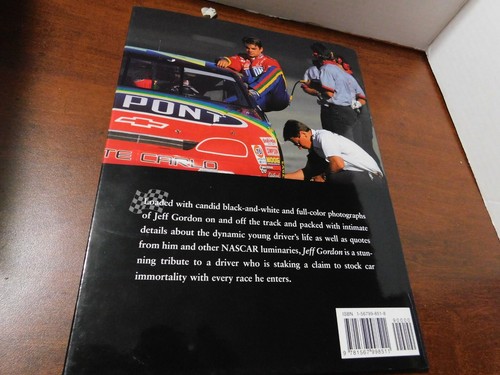 PONT
TE CARLO
Loaded with candid black-and-white and full-color photographs
of Jeff Gordon on and off the track and packed with intimate
details about the dynamic young driver's life as well as quotes
from him and other NASCAR luminaries, Jeff Gordon is a stun-
ning tribute to a driver who is staking a claim to stock car
immortality with every race he enters.
ISBN
90000